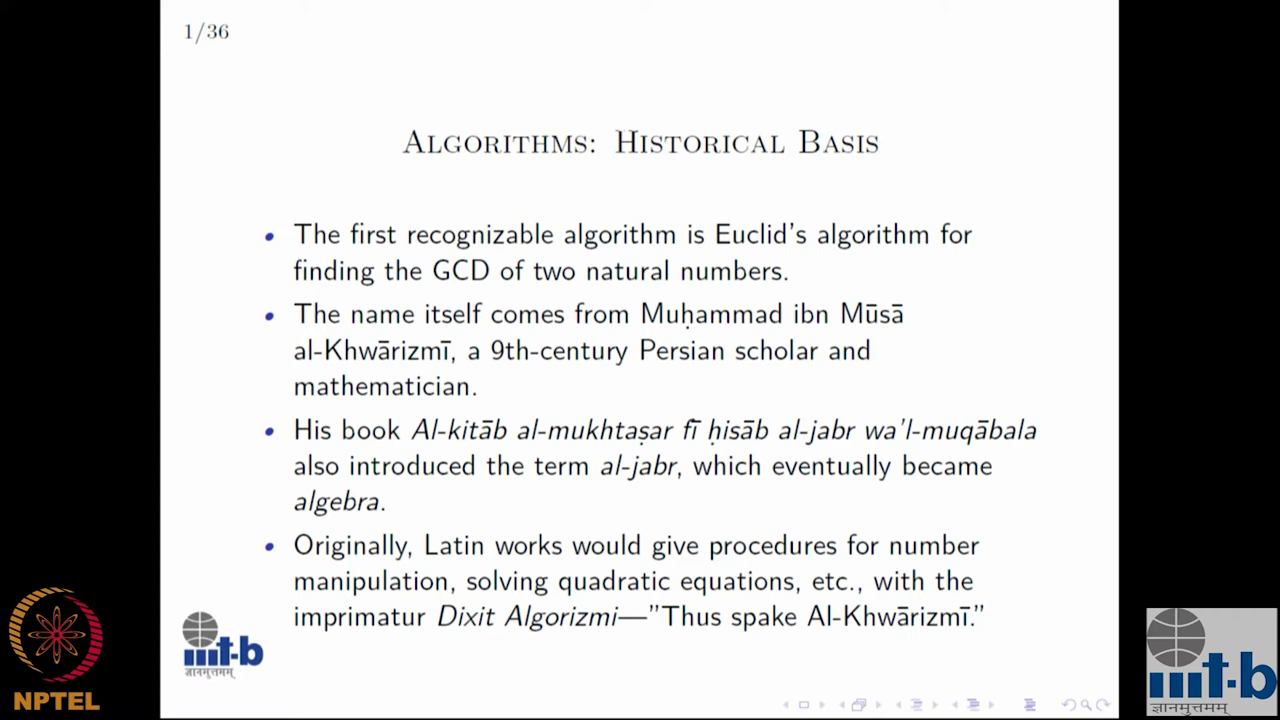 1/36
Algorithms: Historical Basis
• The first recognizable algorithm is Euclid's algorithm for
finding the GCD of two natural numbers.
• The name itself comes from Muḥammad ibn Mūsā
al-Khwārizmī, a 9th-century Persian scholar and
mathematician.
• His book Al-kitāb al-mukhtaṣar fī ḥisāb al-jabr wa'l-muqābala
also introduced the term al-jabr, which eventually became
algebra.
• Originally, Latin works would give procedures for number
manipulation, solving quadratic equations, etc., with the
imprimatur Dixit Algorizmi—"Thus spake Al-Khwārizmī."
iiit-b
ज्ञानमुत्तमम्
NPTEL
iiit-b
ज्ञानमुत्तमम्